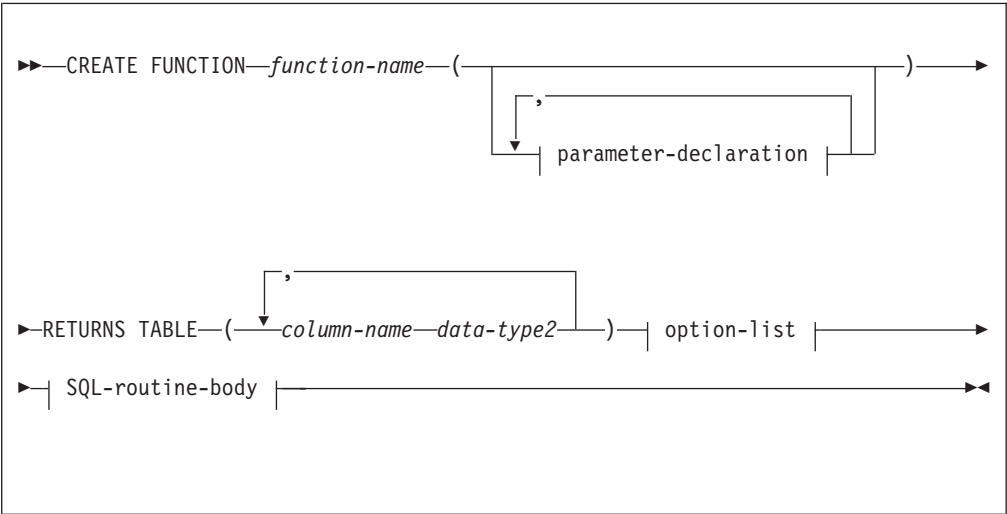 CREATE FUNCTION function-name ( )
,
parameter-declaration
,
RETURNS TABLE ( column-name data-type2 ) option-list
SQL-routine-body